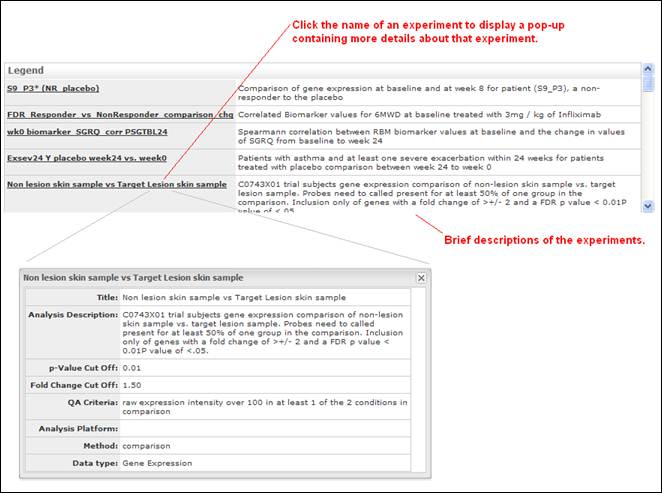 Click the name of an experiment to display a pop-up
containing more details about that experiment.
Legend
S9_P3* (NR_placebo)
Comparison of gene expression at baseline and at week 8 for patient (S9_P3), a non-
responder to the placebo
FDR_Responder_vs_NonResponder_comparison_chg
Correlated Biomarker values for 6MWD at baseline treated with 3mg / kg of Infliximab
wk0 biomarker_SGRQ_corr PSGTBL24
Spearmann correlation between RBM biomarker values at baseline and the change in values
of SGRQ from baseline to week 24
Exsev24 Y placebo week24 vs. week0
Patients with asthma and at least one severe exacerbation within 24 weeks for patients
treated with placebo comparison between week 24 to week 0
Non lesion skin sample vs Target Lesion skin sample
C0743X01 trial subjects gene expression comparison of non-lesion skin sample vs. target
lesion sample. Probes need to called present for at least 50% of one group in the
comparison. Inclusion only of genes with a fold change of >+/- 2 and a FDR p value < 0.01P
value of <.05.
Brief descriptions of the experiments.
Non lesion skin sample vs Target Lesion skin sample
Title: Non lesion skin sample vs Target Lesion skin sample
Analysis Description: C0743X01 trial subjects gene expression comparison of non-lesion
skin sample vs. target lesion sample. Probes need to called
present for at least 50% of one group in the comparison. Inclusion
only of genes with a fold change of >+/- 2 and a FDR p value <
0.01P value of <.05.
p-Value Cut Off: 0.01
Fold Change Cut Off: 1.50
QA Criteria: raw expression intensity over 100 in at least 1 of the 2 conditions in
comparison
Analysis Platform:
Method: comparison
Data type: Gene Expression